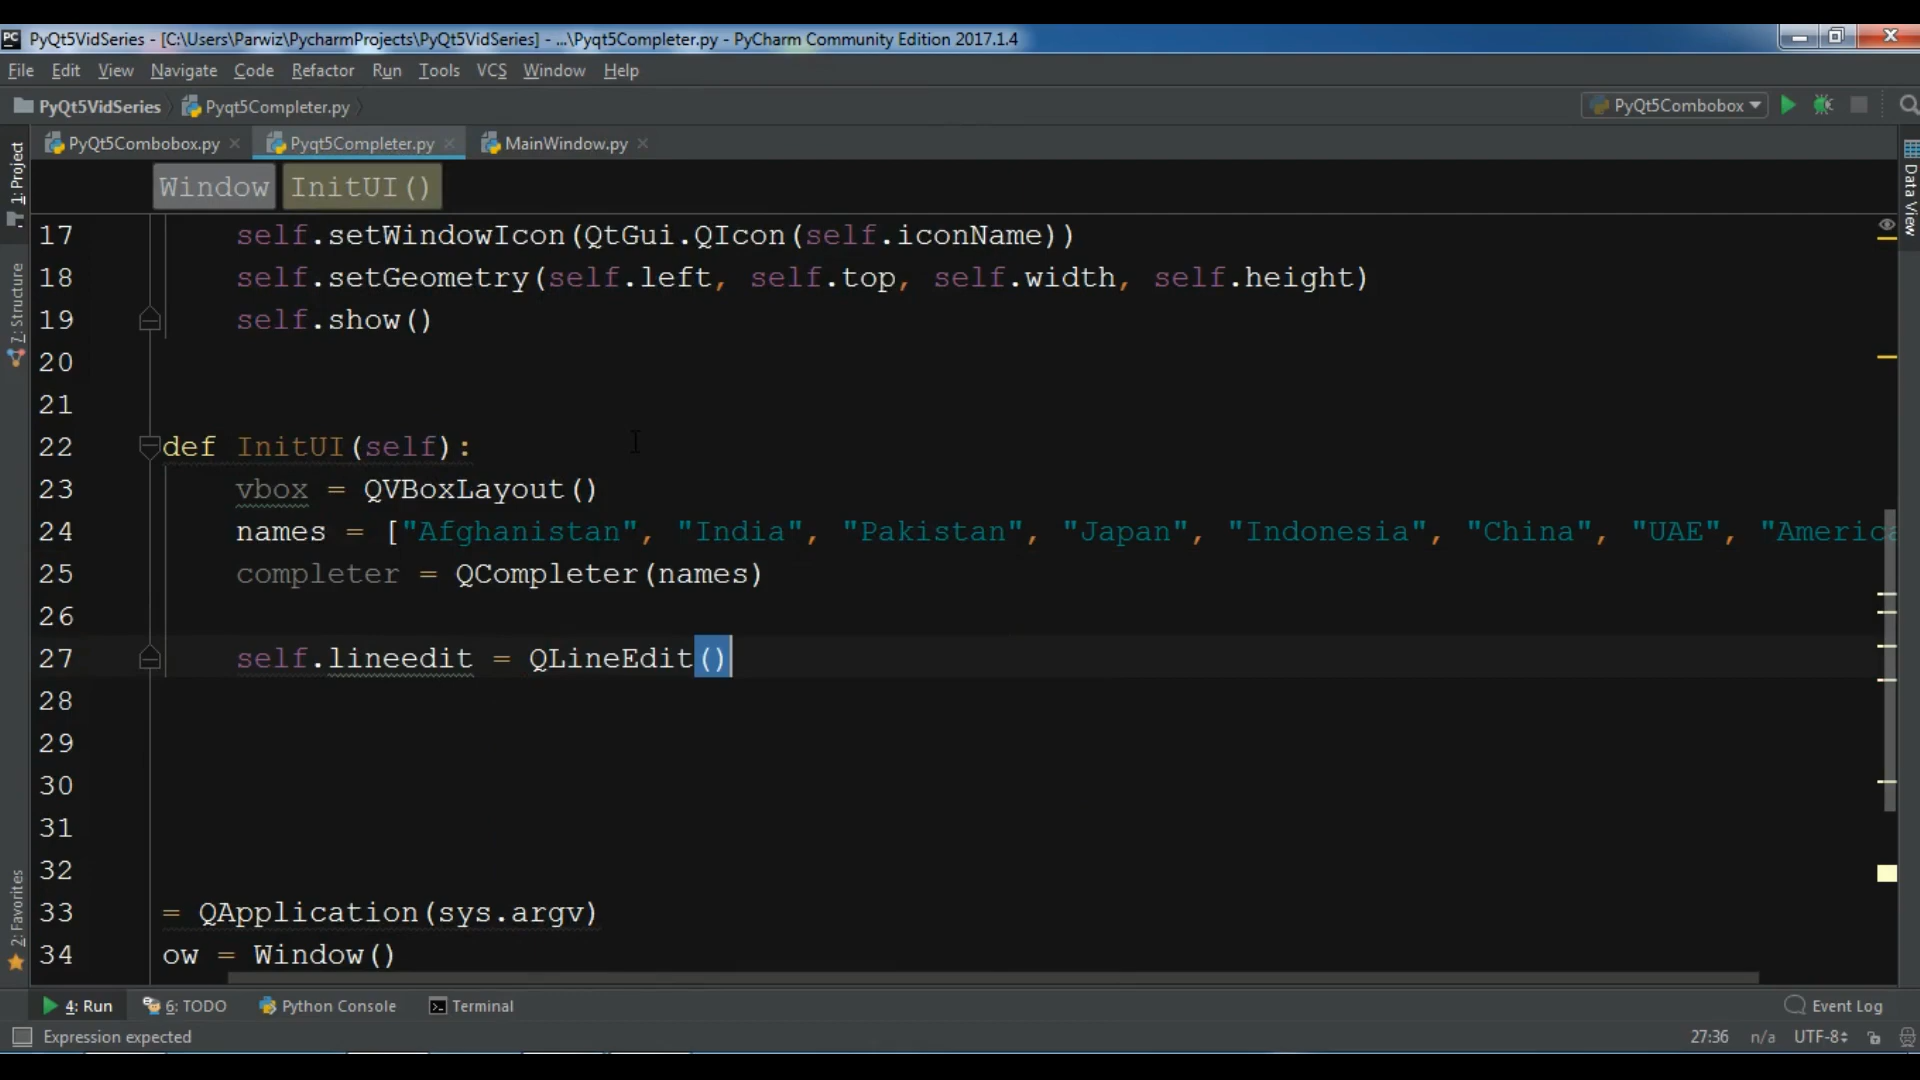 PC PyQt5VidSeries - [C:\Users\Parwiz\PycharmProjects\PyQt5VidSeries] - ...\Pyqt5Completer.py - PyCharm Community Edition 2017.1.4
File Edit View Navigate Code Refactor Run Tools VCS Window Help
PyQt5VidSeries Pyqt5Completer.py PyQt5Combobox
PyQt5Combobox.py Pyqt5Completer.py MainWindow.py
1: Project
7: Structure
2: Favorites
Data View
Window InitUI()
17 self.setWindowIcon(QtGui.QIcon(self.iconName))
18 self.setGeometry(self.left, self.top, self.width, self.height)
19 self.show()
20
21
22 def InitUI(self):
23 vbox = QVBoxLayout()
24 names = ["Afghanistan", "India", "Pakistan", "Japan", "Indonesia", "China", "UAE", "America
25 completer = QCompleter(names)
26
27 self.lineedit = QLineEdit()
28
29
30
31
32
33 = QApplication(sys.argv)
34 ow = Window()
4: Run 6: TODO Python Console Terminal Event Log
Expression expected 27:36 n/a UTF-8